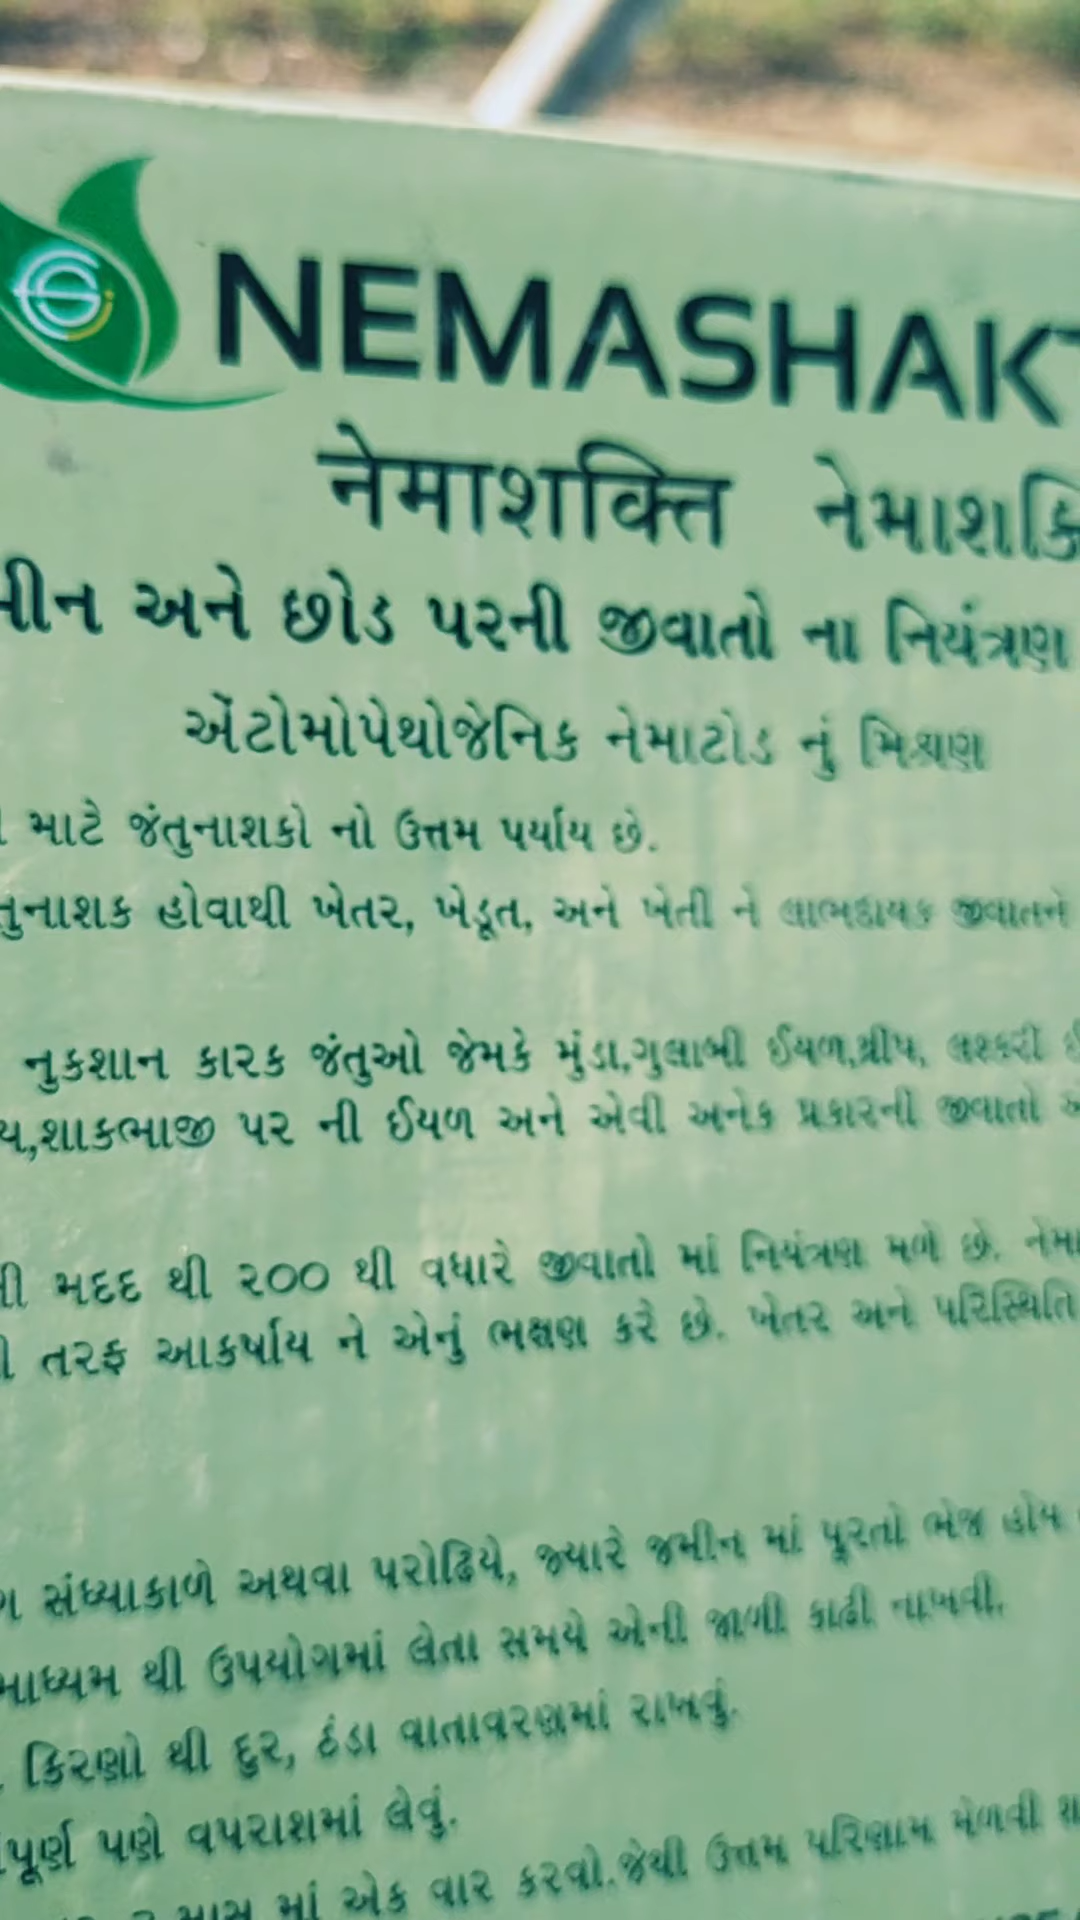 NEMASHAK
નેમાશક્તિ
नेमाशक्ति
અને છોડ પરની જીવાતો ના નિયંત્રણ
એંટોમોપેથોજેનિક નેમાટોડ નું મિશ્રણ
માટે જંતુનાશકો નો ઉત્તમ પર્યાય છે.
હોવાથી ખેતર, ખેડૂત, અને ખેતી ને લાભદાયક જીવાતને
નુકશાન કારક જંતુઓ જેમકે મુંડા,ગુલાબી ઈયળ,થ્રીપ, લશ્કરી
શાકભાજી પર ની ઈયળ અને એવી અનેક પ્રકારની જીવાતો
મદદ થી ૨૦૦ થી વધારે જીવાતો માં નિયંત્રણ મળે છે.
તરફ આકર્ષાય ને એનું ભક્ષણ કરે છે. ખેતર અને પરિસ્થિતિ
સંધ્યાકાળે અથવા પરોઢિયે, જ્યારે જમીન માં પૂરતો ભેજ હોય
માધ્યમ થી ઉપયોગમાં લેતા સમયે એની જાળી કાઢી નાખવી.
કિરણો થી દુર, ઠંડા વાતાવરણમાં રાખવું.
પણે વપરાશમાં લેવું.
માસ માં એક વાર કરવો.જેથી ઉત્તમ પરિણામ મેળવી